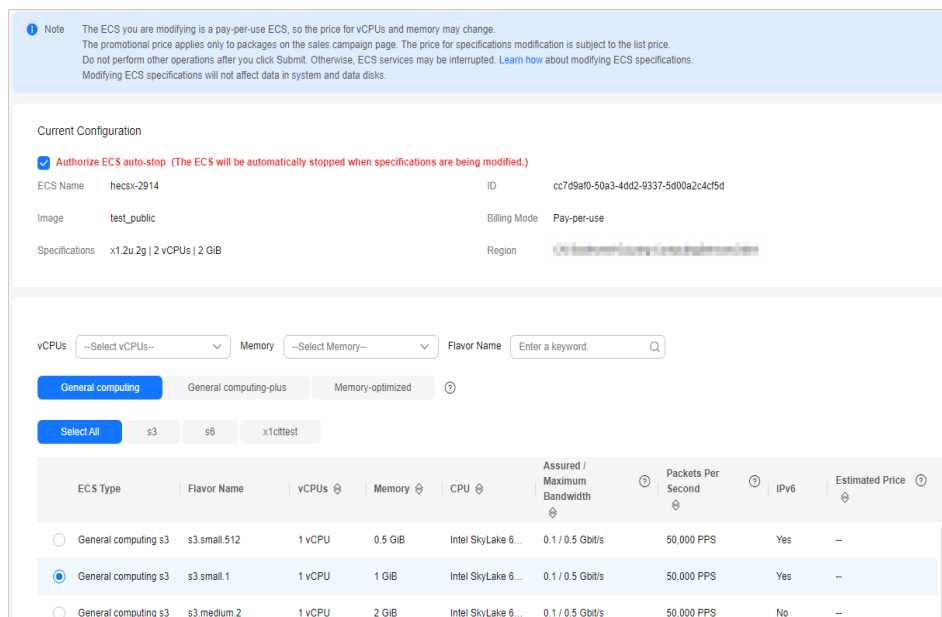 Note The ECS you are modifying is a pay-per-use ECS, so the price for vCPUs and memory may change.
The promotional price applies only to packages on the sales campaign page. The price for specifications modification is subject to the list price.
Do not perform other operations after you click Submit. Otherwise, ECS services may be interrupted. Learn how about modifying ECS specifications.
Modifying ECS specifications will not affect data in system and data disks.
Current Configuration
Authorize ECS auto-stop (The ECS will be automatically stopped when specifications are being modified.)
ECS Name hecsx-2914 ID cc7d9af0-50a3-4dd2-9337-5d00a2c4cf5d
Image test_public Billing Mode Pay-per-use
Specifications x1.2u.2g | 2 vCPUs | 2 GiB Region
vCPUs --Select vCPUs-- Memory --Select Memory-- Flavor Name Enter a keyword.
General computing General computing-plus Memory-optimized
Select All s3 s6 x1clttest
ECS Type Flavor Name vCPUs Memory CPU Assured / Maximum Bandwidth Packets Per Second IPv6 Estimated Price
General computing s3 s3.small.512 1 vCPU 0.5 GiB Intel SkyLake 6... 0.1 / 0.5 Gbit/s 50,000 PPS Yes --
General computing s3 s3.small.1 1 vCPU 1 GiB Intel SkyLake 6... 0.1 / 0.5 Gbit/s 50,000 PPS Yes --
General computing s3 s3.medium.2 1 vCPU 2 GiB Intel SkyLake 6... 0.1 / 0.5 Gbit/s 50,000 PPS No --